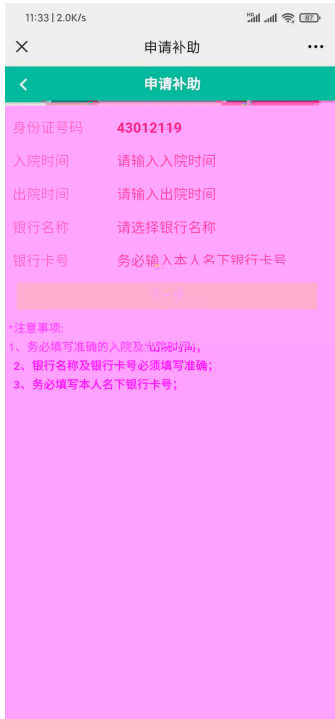 11:33 | 2.0K/s
87
申请补助
申请补助
身份证号码 43012119
入院时间 请输入入院时间
出院时间 请输入出院时间
银行名称 请选择银行名称
银行卡号 务必输入本人名下银行卡号
*注意事项:
1、务必填写准确的入院及出院时间;
2、银行名称及银行卡号必须填写准确;
3、务必填写本人名下银行卡号;